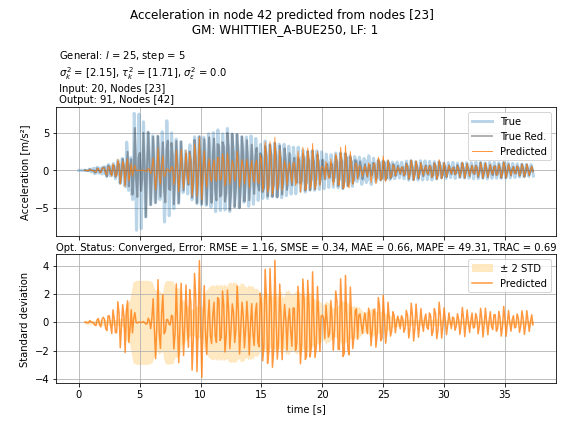 Acceleration in node 42 predicted from nodes [23]
GM: WHITTIER_A-BUE250, LF: 1
General: l = 25, step = 5
σ²ₖ = [2.15], τ²ₖ = [1.71], σ²ε = 0.0
Input: 20, Nodes [23]
Output: 91, Nodes [42]
Acceleration [m/s²]
5
0
−5
True
True Red.
Predicted
Opt. Status: Converged, Error: RMSE = 1.16, SMSE = 0.34, MAE = 0.66, MAPE = 49.31, TRAC = 0.69
Standard deviation
4
2
0
−2
−4
± 2 STD
Predicted
0 5 10 15 20 25 30 35
time [s]